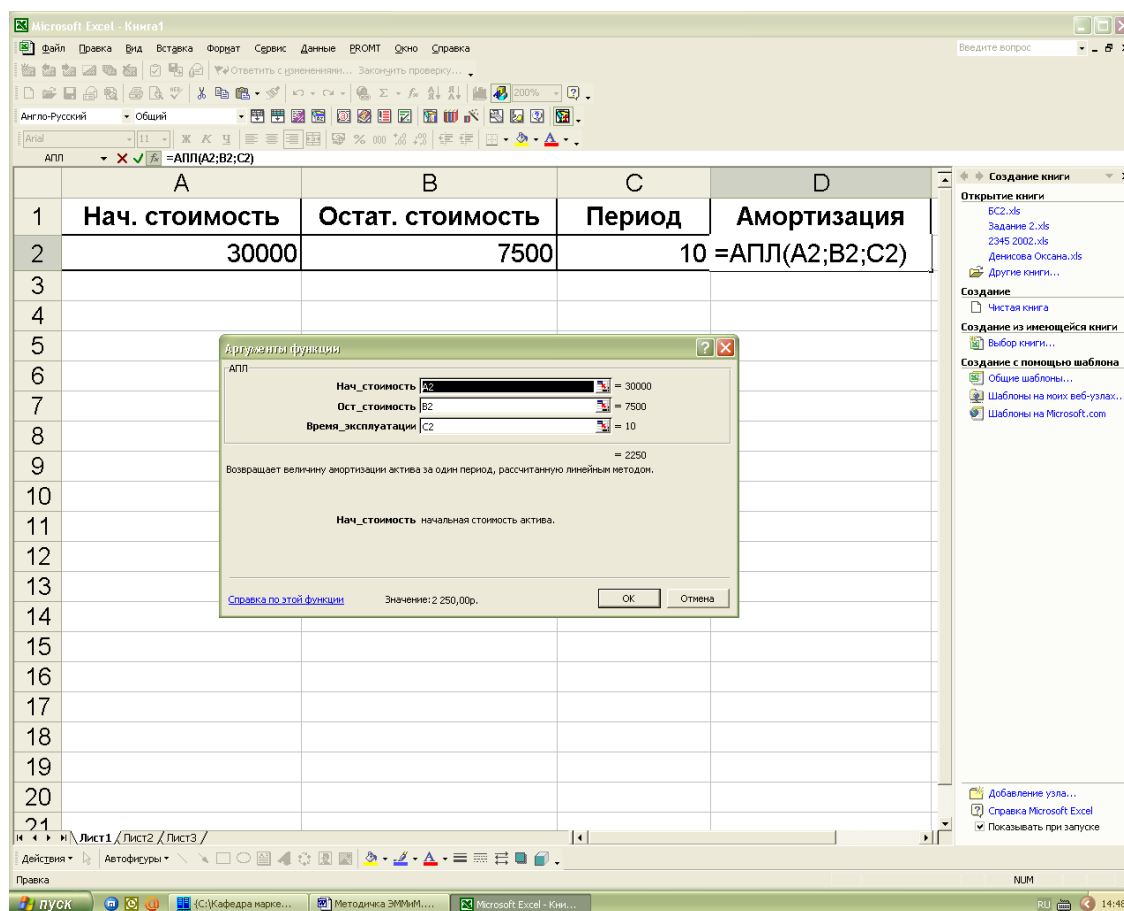 Microsoft Excel - Книга1
Файл Правка Вид Вставка Формат Сервис Данные PROMT Окно Справка
Введите вопрос
Ответить с изменениями... Закончить проверку...
200%
Англо-Русский Общий
Arial 11 Ж К Ч
АПЛ =АПЛ(A2;B2;C2)
A B C D
1 Нач. стоимость Остат. стоимость Период Амортизация
2 30000 7500 10 =АПЛ(A2;B2;C2)
3
4
5
6
7
8
9
10
11
12
13
14
15
16
17
18
19
20
21
Аргументы функции
АПЛ
Нач_стоимость A2 = 30000
Ост_стоимость B2 = 7500
Время_эксплуатации C2 = 10
= 2250
Возвращает величину амортизации актива за один период, рассчитанную линейным методом.
Нач_стоимость начальная стоимость актива.
Справка по этой функции Значение:2 250,00р. ОК Отмена
Создание книги
Открытие книги
БС2.xls
Задание 2.xls
2345 2002.xls
Денисова Оксана.xls
Другие книги...
Создание
Чистая книга
Создание из имеющейся книги
Выбор книги...
Создание с помощью шаблона
Общие шаблоны...
Шаблоны на моих веб-узлах...
Шаблоны на Microsoft.com
Добавление узла...
Справка Microsoft Excel
Показывать при запуске
Лист1 Лист2 Лист3
Действия Автофигуры
Правка NUM
пуск {C:\Кафедра марке... Методичка ЭММиМ.... Microsoft Excel - Кни... RU 14:48